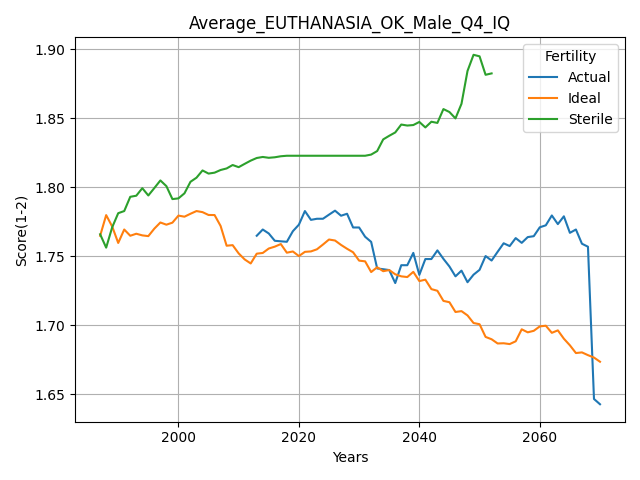 Average_EUTHANASIA_OK_Male_Q4_IQ
Fertility
Actual
Ideal
Sterile
Score(1-2)
1.90
1.85
1.80
1.75
1.70
1.65
2000 2020 2040 2060
Years